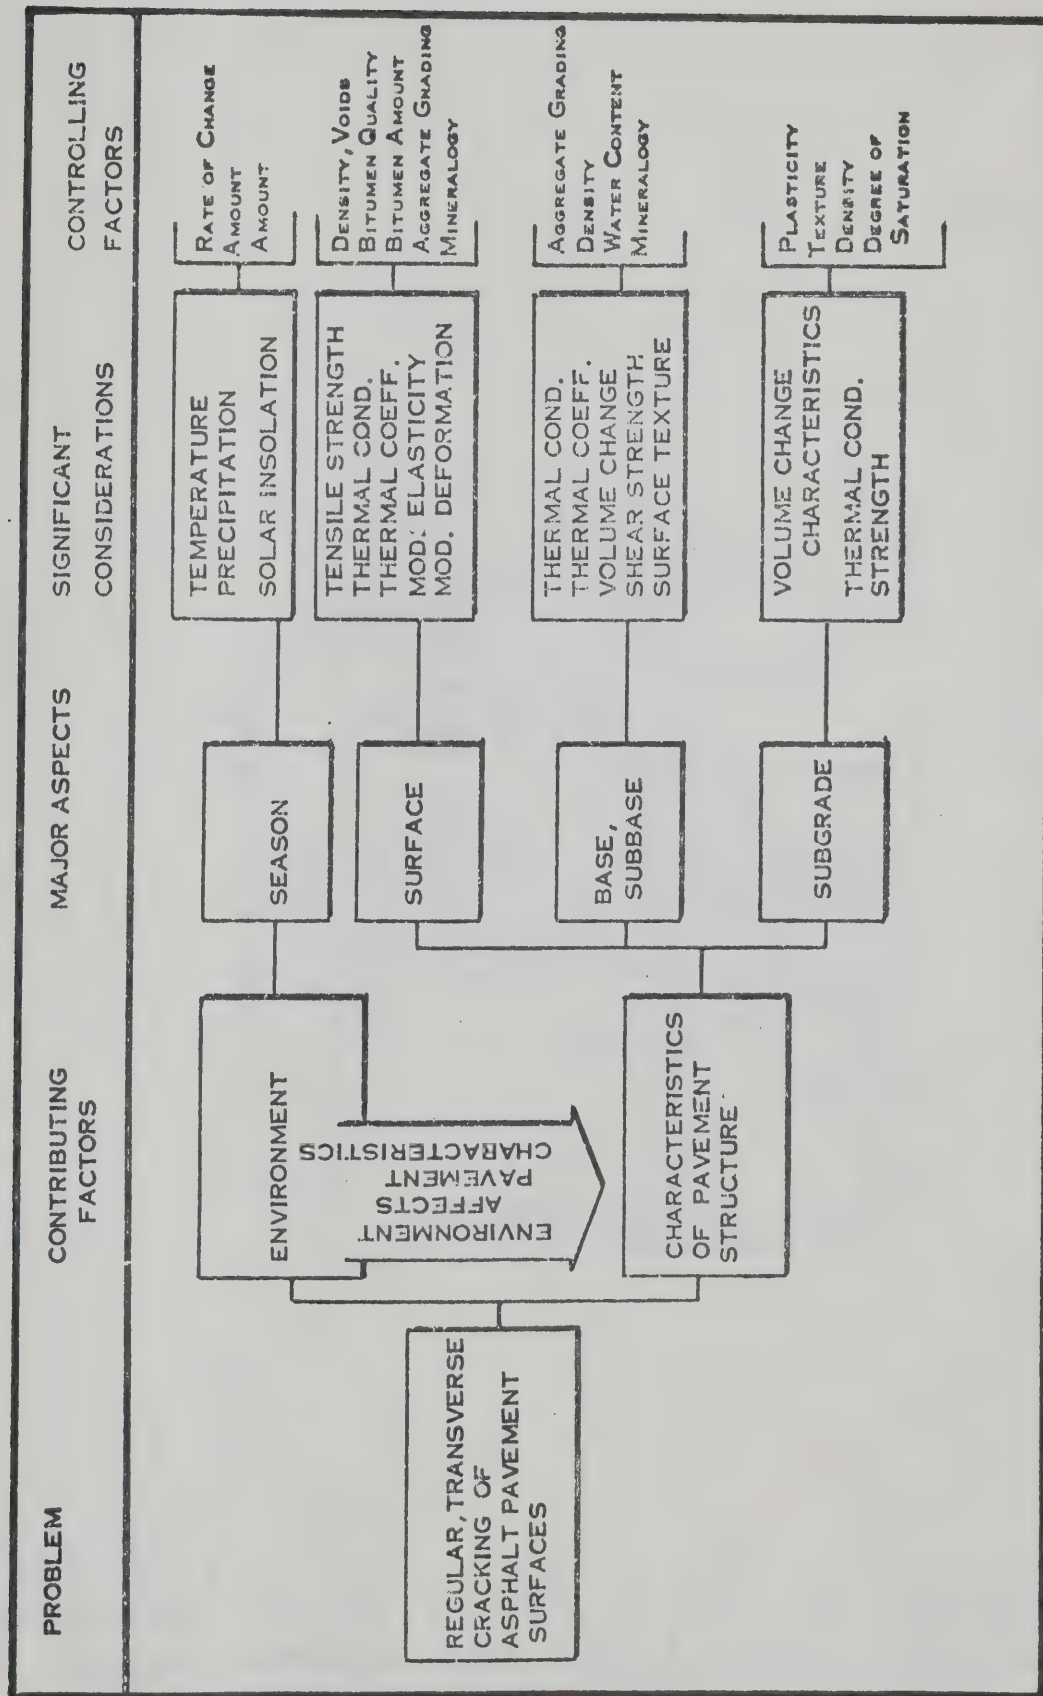 PROBLEM
CONTRIBUTING
FACTORS
MAJOR ASPECTS
SIGNIFICANT
CONSIDERATIONS
CONTROLLING
FACTORS
REGULAR, TRANSVERSE
CRACKING OF
ASPHALT PAVEMENT
SURFACES
ENVIRONMENT
ENVIRONMENT
AFFECTS
PAVEMENT
CHARACTERISTICS
CHARACTERISTICS
OF PAVEMENT
STRUCTURE
SEASON
SURFACE
BASE,
SUBBASE
SUBGRADE
TEMPERATURE
PRECIPITATION
SOLAR INSOLATION
TENSILE STRENGTH
THERMAL COND.
THERMAL COEFF.
MOD. ELASTICITY
MOD. DEFORMATION
THERMAL COND.
THERMAL COEFF.
VOLUME CHANGE
SHEAR STRENGTH
SURFACE TEXTURE
VOLUME CHANGE
CHARACTERISTICS
THERMAL COND.
STRENGTH
RATE OF CHANGE
AMOUNT
AMOUNT
DENSITY, VOIDS
BITUMEN QUALITY
BITUMEN AMOUNT
AGGREGATE GRADING
MINERALOGY
AGGREGATE GRADING
DENSITY
WATER CONTENT
MINERALOGY
PLASTICITY
TEXTURE
DENSITY
DEGREE OF
SATURATION